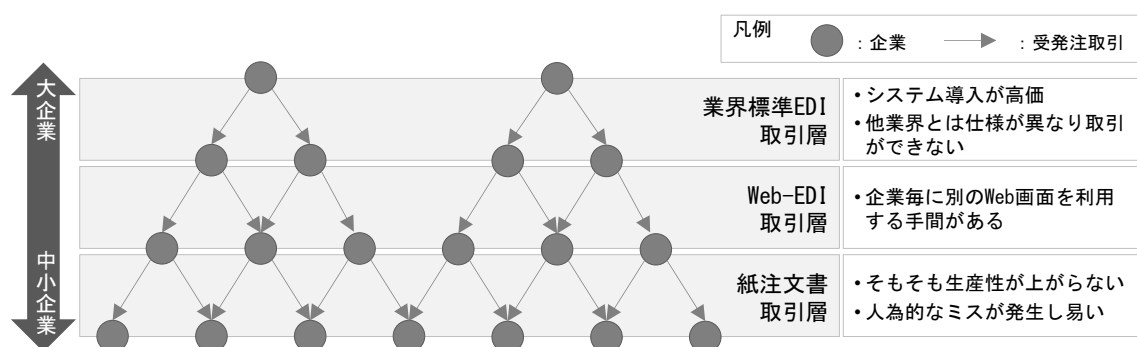 凡例
：企業
：受発注取引
大企業
中小企業
業界標準EDI
取引層
・システム導入が高価
・他業界とは仕様が異なり取引
ができない
Web-EDI
取引層
・企業毎に別のWeb画面を利用
する手間がある
紙注文書
取引層
・そもそも生産性が上がらない
・人為的なミスが発生し易い